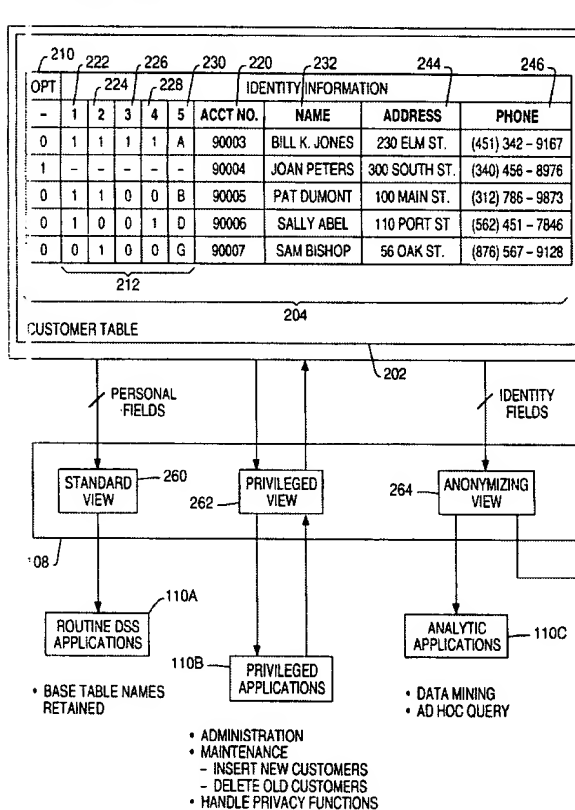 210 222 224 226 228 230 220 232 244 246
OPT IDENTITY INFORMATION
– 1 2 3 4 5 ACCT NO. NAME ADDRESS PHONE
0 1 1 1 1 A 90003 BILL K. JONES 230 ELM ST. (451) 342 – 9167
1 – – – – – 90004 JOAN PETERS 300 SOUTH ST. (340) 456 – 8976
0 1 1 0 0 B 90005 PAT DUMONT 100 MAIN ST. (312) 786 – 9873
0 1 0 0 1 D 90006 SALLY ABEL 110 PORT ST (562) 451 – 7846
0 0 1 0 0 G 90007 SAM BISHOP 56 OAK ST. (876) 567 – 9128
212
204
CUSTOMER TABLE
202
PERSONAL
FIELDS
IDENTITY
FIELDS
STANDARD
VIEW
260
PRIVILEGED
VIEW
262
ANONYMIZING
VIEW
264
08
ROUTINE DSS
APPLICATIONS
110A
• BASE TABLE NAMES
RETAINED
PRIVILEGED
APPLICATIONS
110B
• ADMINISTRATION
• MAINTENANCE
– INSERT NEW CUSTOMERS
– DELETE OLD CUSTOMERS
• HANDLE PRIVACY FUNCTIONS
ANALYTIC
APPLICATIONS
110C
• DATA MINING
• AD HOC QUERY